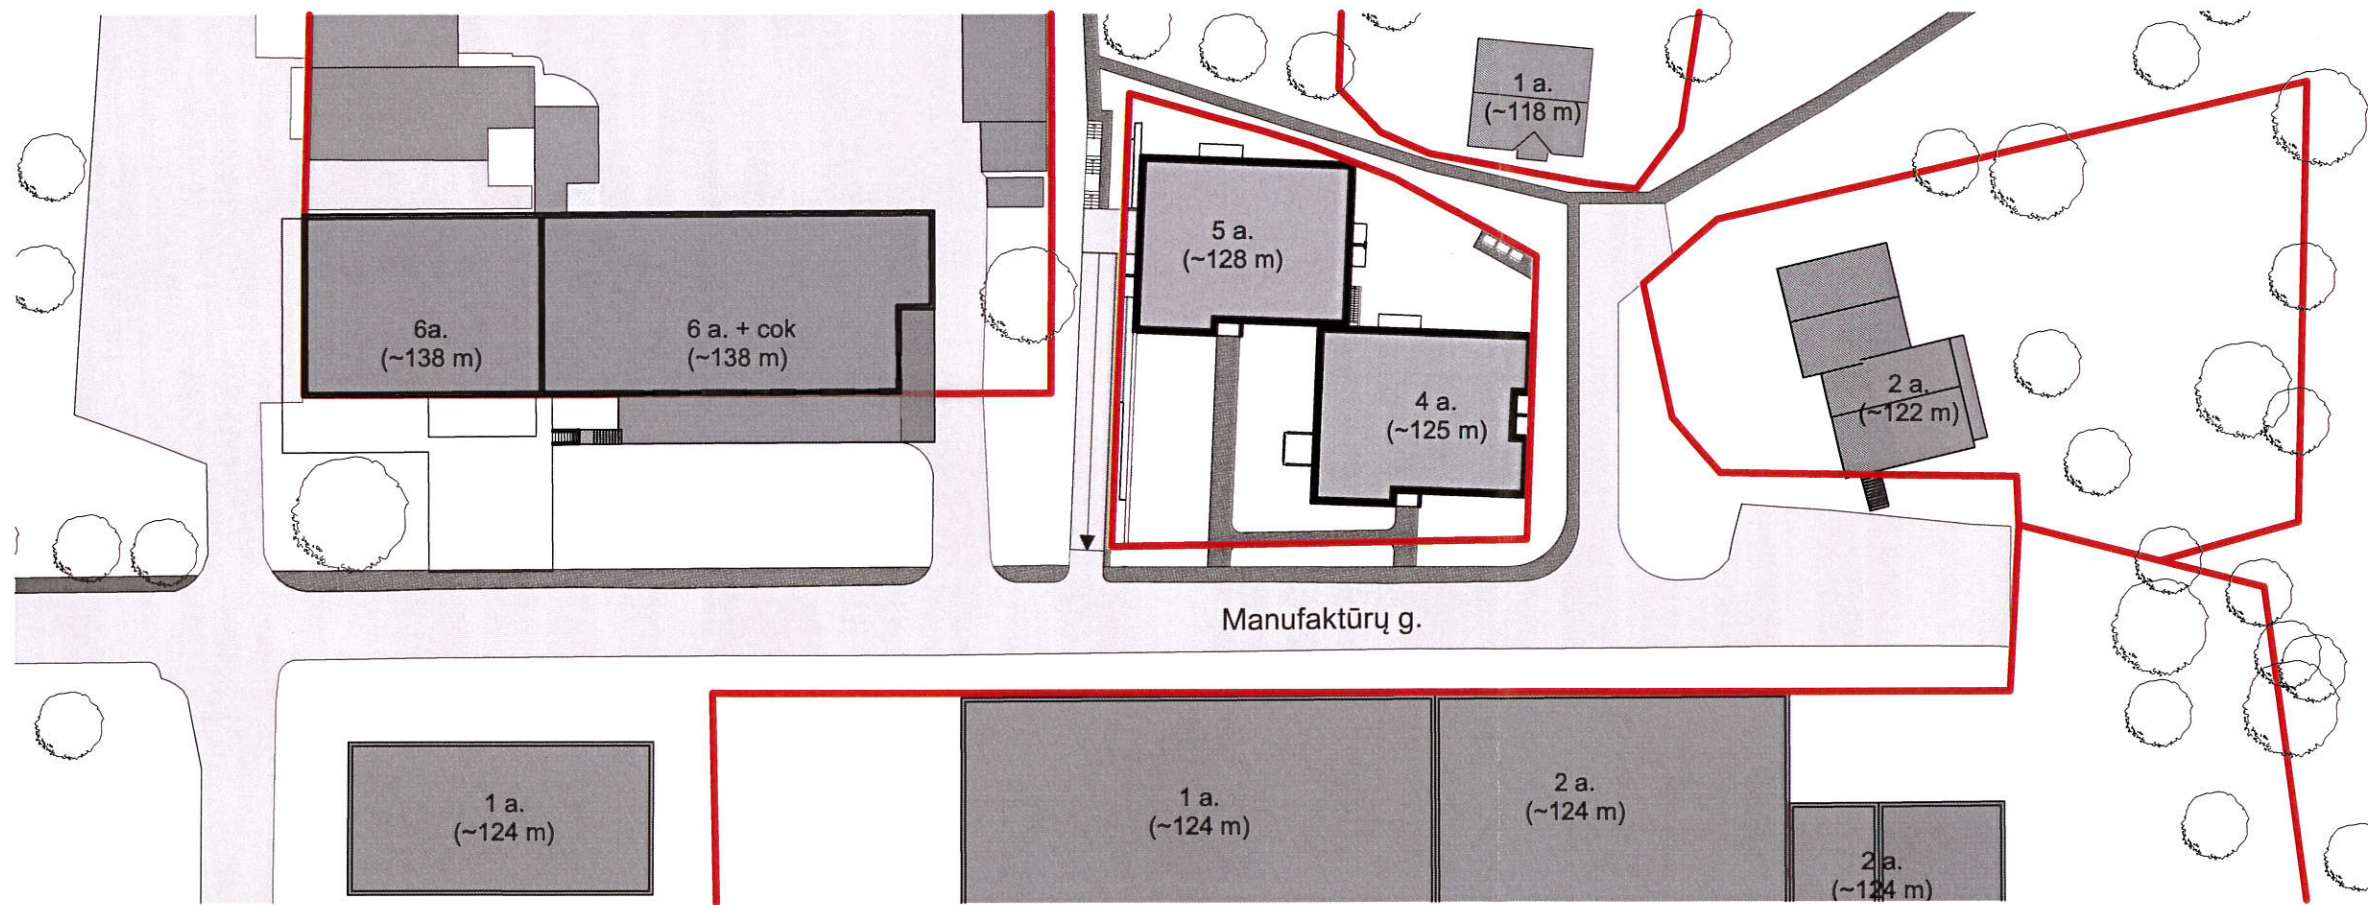 1 a.
(~118 m)
5 a.
(~128 m)
6a.
(~138 m)
6 a. + cok
(~138 m)
4 a.
(~125 m)
2 a.
(~122 m)
Manufaktūrų g.
1 a.
(~124 m)
1 a.
(~124 m)
2 a.
(~124 m)
2 a.
(~124 m)